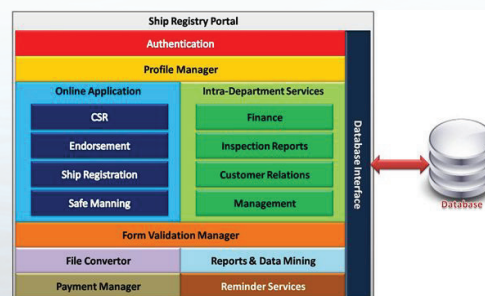 Ship Registry Portal
Authentication
Profile Manager
Online Application
CSR
Endorsement
Ship Registration
Safe Manning
Intra-Department Services
Finance
Inspection Reports
Customer Relations
Management
Form Validation Manager
File Convertor
Reports & Data Mining
Payment Manager
Reminder Services
Database Interface
Database